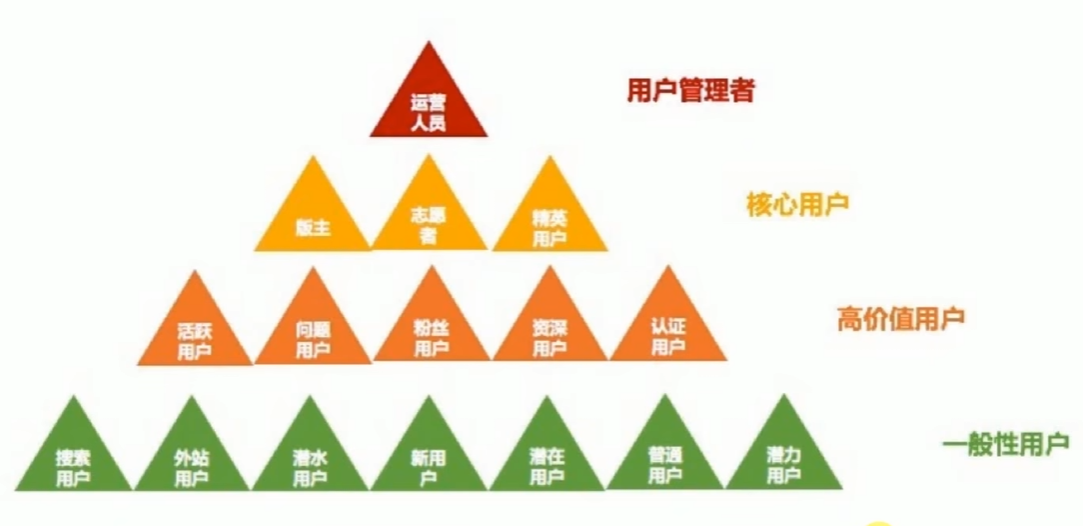 运营
人员
用户管理者
版主
志愿
者
精英
用户
核心用户
活跃
用户
问题
用户
粉丝
用户
资深
用户
认证
用户
高价值用户
搜索
用户
外站
用户
潜水
用户
新用
户
潜在
用户
普通
用户
潜力
用户
一般性用户